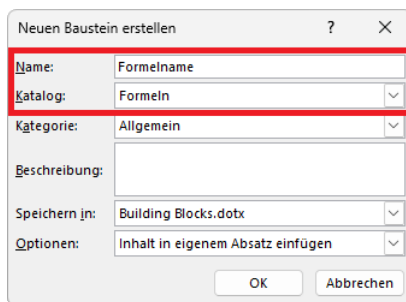 Neuen Baustein erstellen ?
Name: Formelname
Katalog: Formeln
Kategorie: Allgemein
Beschreibung:
Speichern in: Building Blocks.dotx
Optionen: Inhalt in eigenem Absatz einfügen
OK Abbrechen